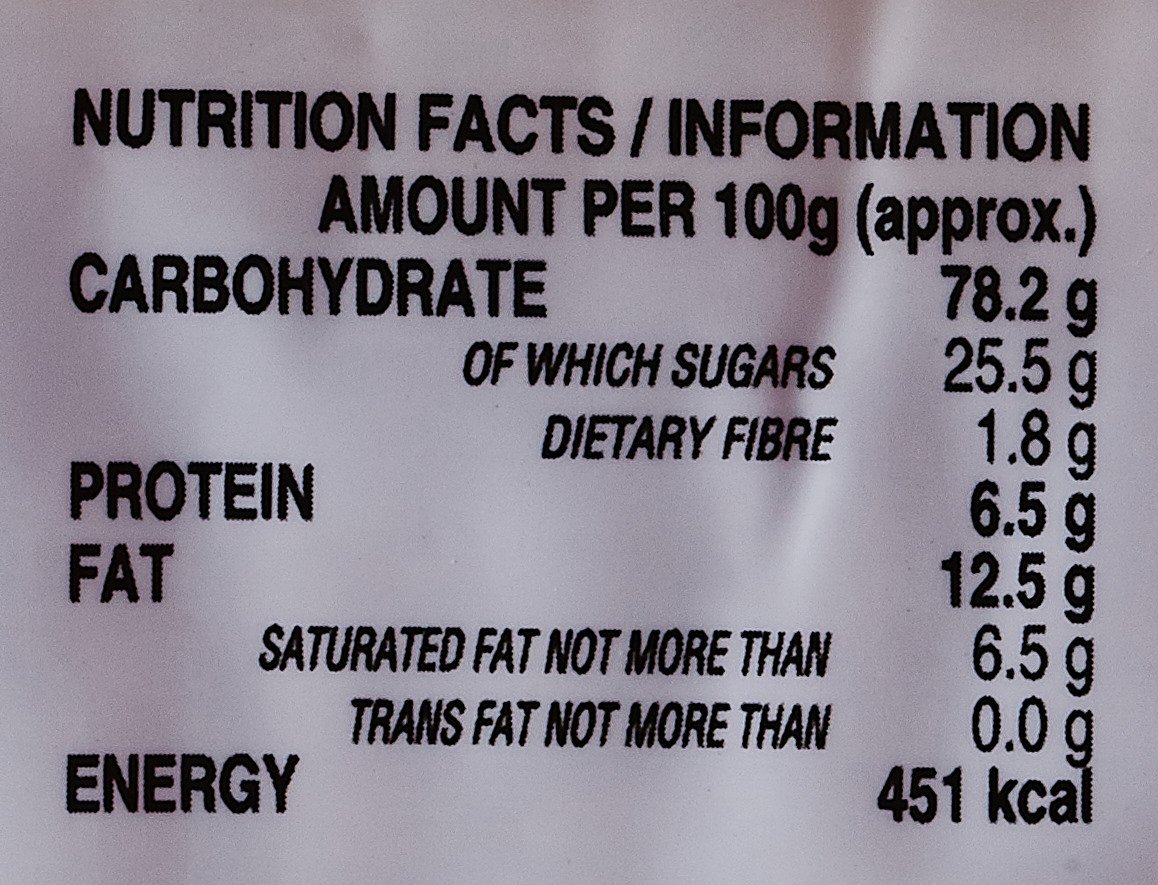 NUTRITION FACTS / INFORMATION
AMOUNT PER 100g (approx.)
CARBOHYDRATE 78.2 g
OF WHICH SUGARS 25.5 g
DIETARY FIBRE 1.8 g
PROTEIN 6.5 g
FAT 12.5 g
SATURATED FAT NOT MORE THAN 6.5 g
TRANS FAT NOT MORE THAN 0.0 g
ENERGY 451 kcal